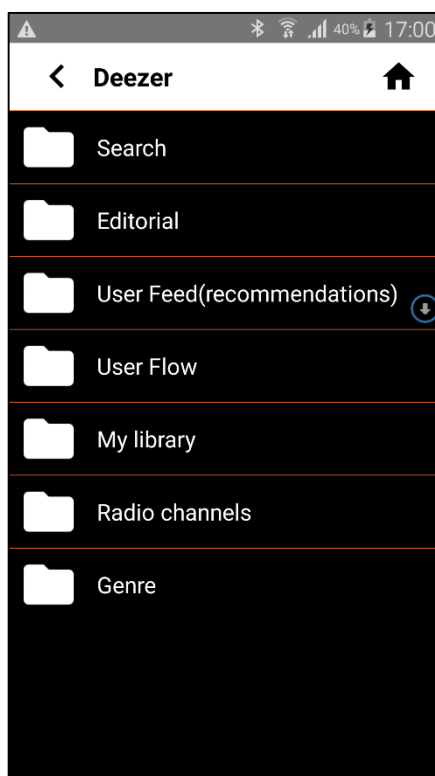 40% 17:00
Deezer
Search
Editorial
User Feed(recommendations)
User Flow
My library
Radio channels
Genre